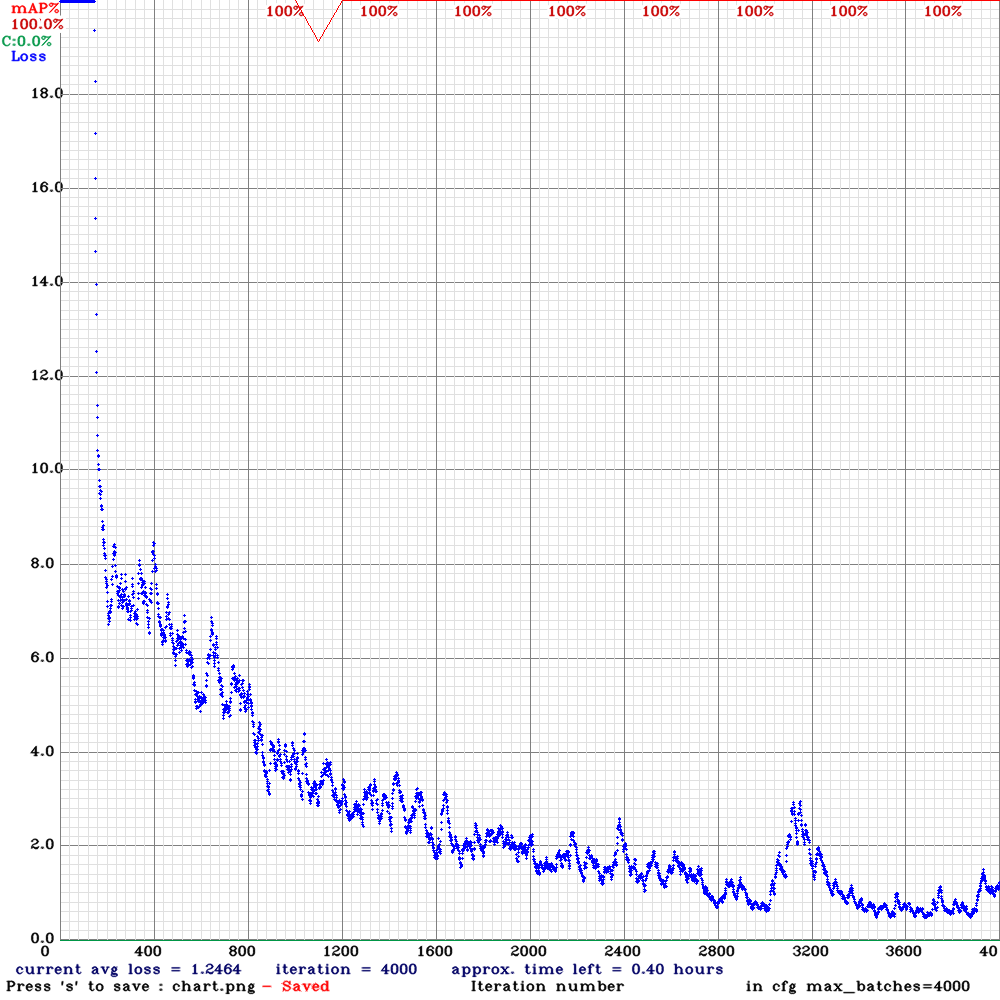 mAP% 100% 100% 100% 100% 100% 100% 100% 100%
100.0%
C:0.0%
Loss
18.0
16.0
14.0
12.0
10.0
8.0
6.0
4.0
2.0
0.0
0 400 800 1200 1600 2000 2400 2800 3200 3600 40
current avg loss = 1.2464 iteration = 4000 approx. time left = 0.40 hours
Press 's' to save : chart.png - Saved Iteration number in cfg max_batches=4000